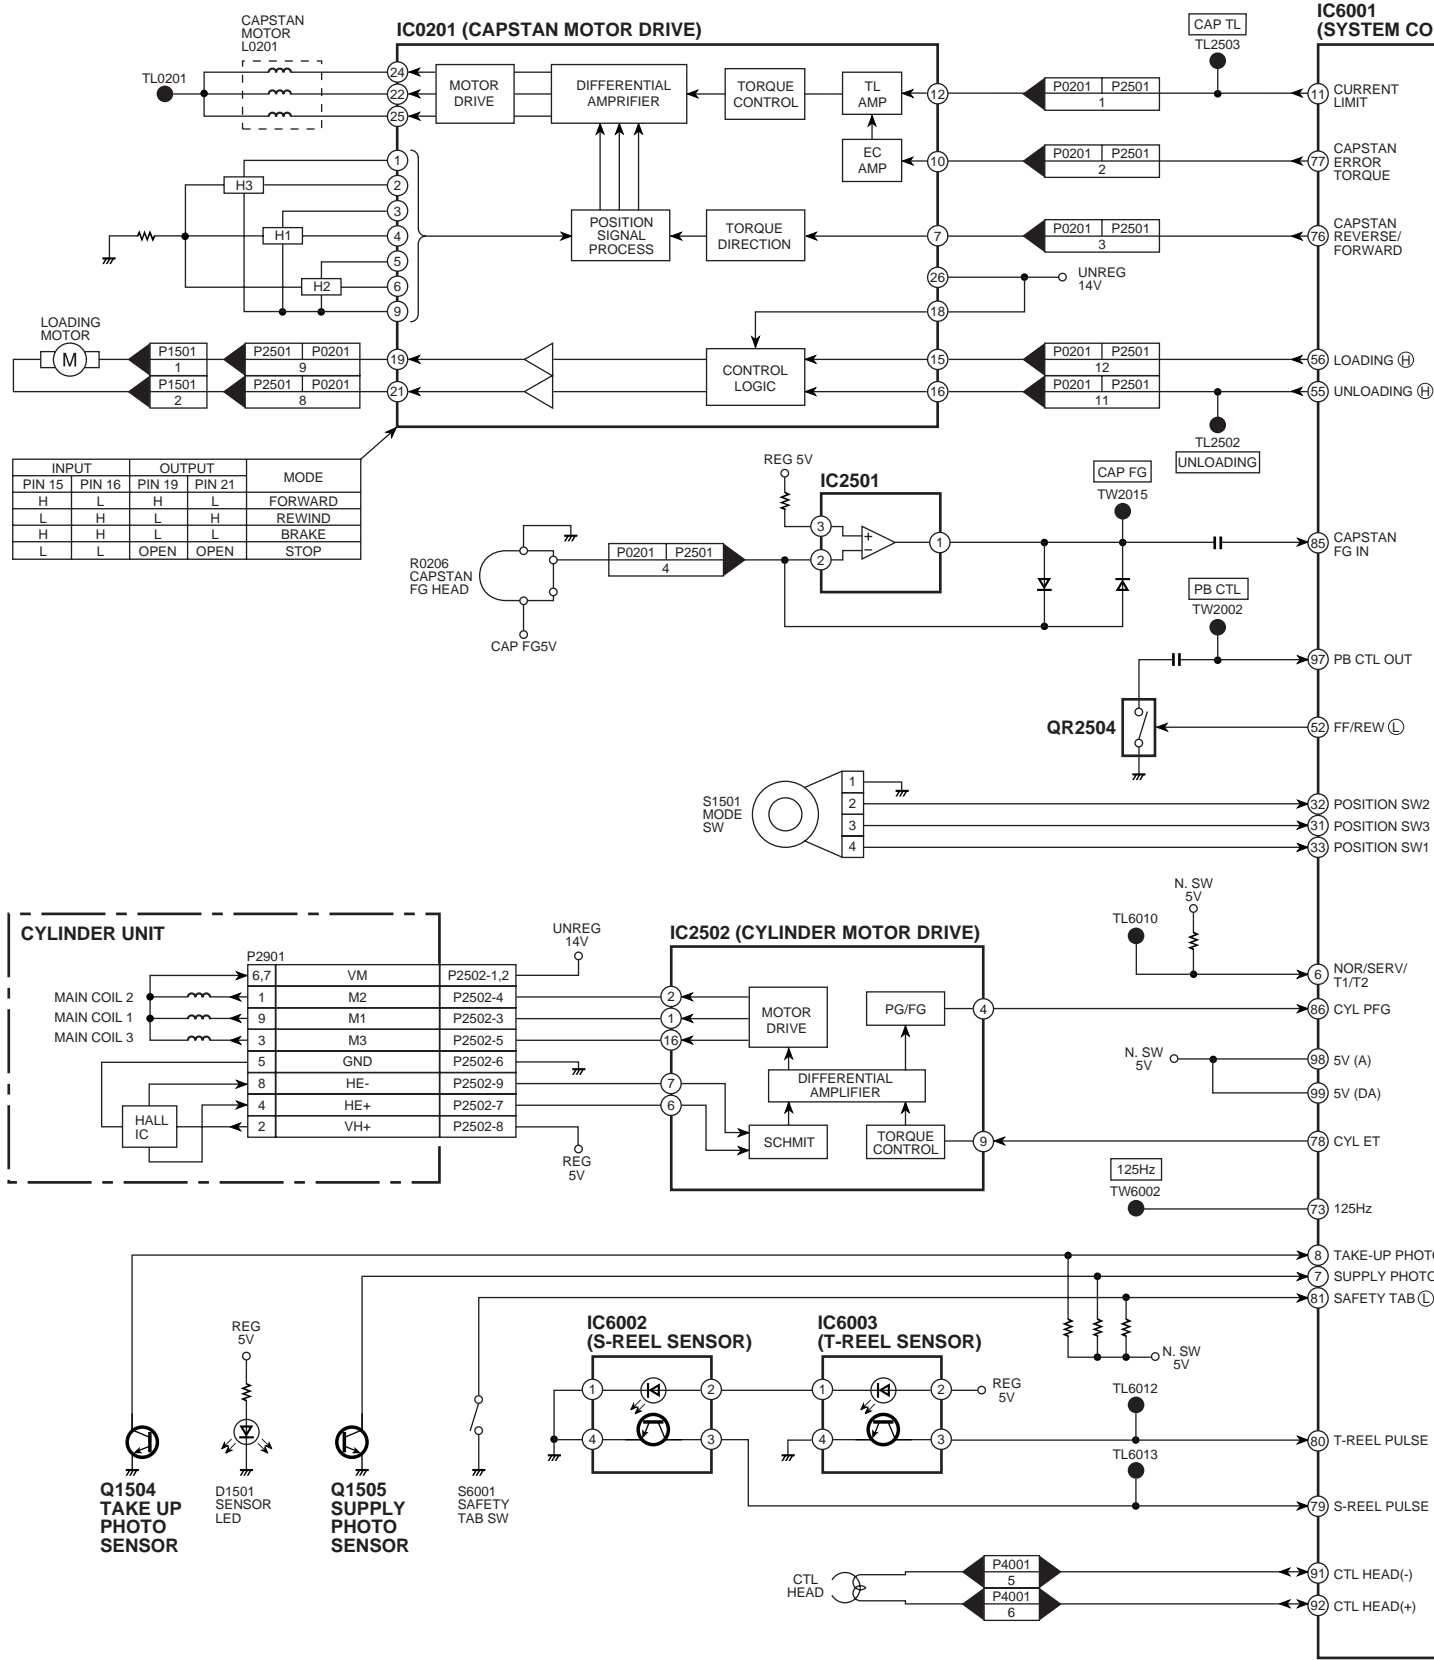 CAPSTAN
MOTOR
L0201
IC0201 (CAPSTAN MOTOR DRIVE)
CAP TL
TL2503
IC6001
(SYSTEM CO
TL0201
24
22
25
MOTOR
DRIVE
DIFFERENTIAL
AMPRIFIER
TORQUE
CONTROL
TL
AMP
12
P0201 P2501
1
11 CURRENT
LIMIT
EC
AMP
10
P0201 P2501
2
77 CAPSTAN
ERROR
TORQUE
1
2
3
4
5
6
9
H3
H1
H2
POSITION
SIGNAL
PROCESS
TORQUE
DIRECTION
7
P0201 P2501
3
76 CAPSTAN
REVERSE/
FORWARD
26
18
UNREG
14V
LOADING
MOTOR
M
P1501
1
P2501 P0201
9
19
CONTROL
LOGIC
15
P0201 P2501
12
56 LOADING H
P1501
2
P2501 P0201
8
21
16
P0201 P2501
11
55 UNLOADING H
TL2502
UNLOADING
INPUT OUTPUT MODE
PIN 15 PIN 16 PIN 19 PIN 21
H L H L FORWARD
L H L H REWIND
H H L L BRAKE
L L OPEN OPEN STOP
REG 5V
IC2501
3
2
+
−
1
CAP FG
TW2015
R0206
CAPSTAN
FG HEAD
CAP FG5V
P0201 P2501
4
85 CAPSTAN
FG IN
PB CTL
TW2002
97 PB CTL OUT
QR2504
52 FF/REW L
S1501
MODE
SW
1
2
3
4
32 POSITION SW2
31 POSITION SW3
33 POSITION SW1
CYLINDER UNIT
P2901
UNREG
14V
IC2502 (CYLINDER MOTOR DRIVE)
TL6010
N. SW
5V
6,7 VM P2502-1,2
MAIN COIL 2 1 M2 P2502-4
MAIN COIL 1 9 M1 P2502-3
MAIN COIL 3 3 M3 P2502-5
5 GND P2502-6
8 HE- P2502-9
4 HE+ P2502-7
2 VH+ P2502-8
HALL
IC
REG
5V
2
1
16
7
6
MOTOR
DRIVE
PG/FG
4
DIFFERENTIAL
AMPLIFIER
SCHMIT
TORQUE
CONTROL
9
6 NOR/SERV/
T1/T2
86 CYL PFG
N. SW
5V
98 5V (A)
99 5V (DA)
78 CYL ET
125Hz
TW6002
73 125Hz
8 TAKE-UP PHOTO
7 SUPPLY PHOTO
81 SAFETY TAB L
N. SW
5V
REG
5V
IC6002
(S-REEL SENSOR)
1
2
4
3
IC6003
(T-REEL SENSOR)
1
2
4
3
REG
5V
TL6012
80 T-REEL PULSE
TL6013
79 S-REEL PULSE
Q1504
TAKE UP
PHOTO
SENSOR
D1501
SENSOR
LED
Q1505
SUPPLY
PHOTO
SENSOR
S6001
SAFETY
TAB SW
CTL
HEAD
P4001
5
91 CTL HEAD(-)
P4001
6
92 CTL HEAD(+)